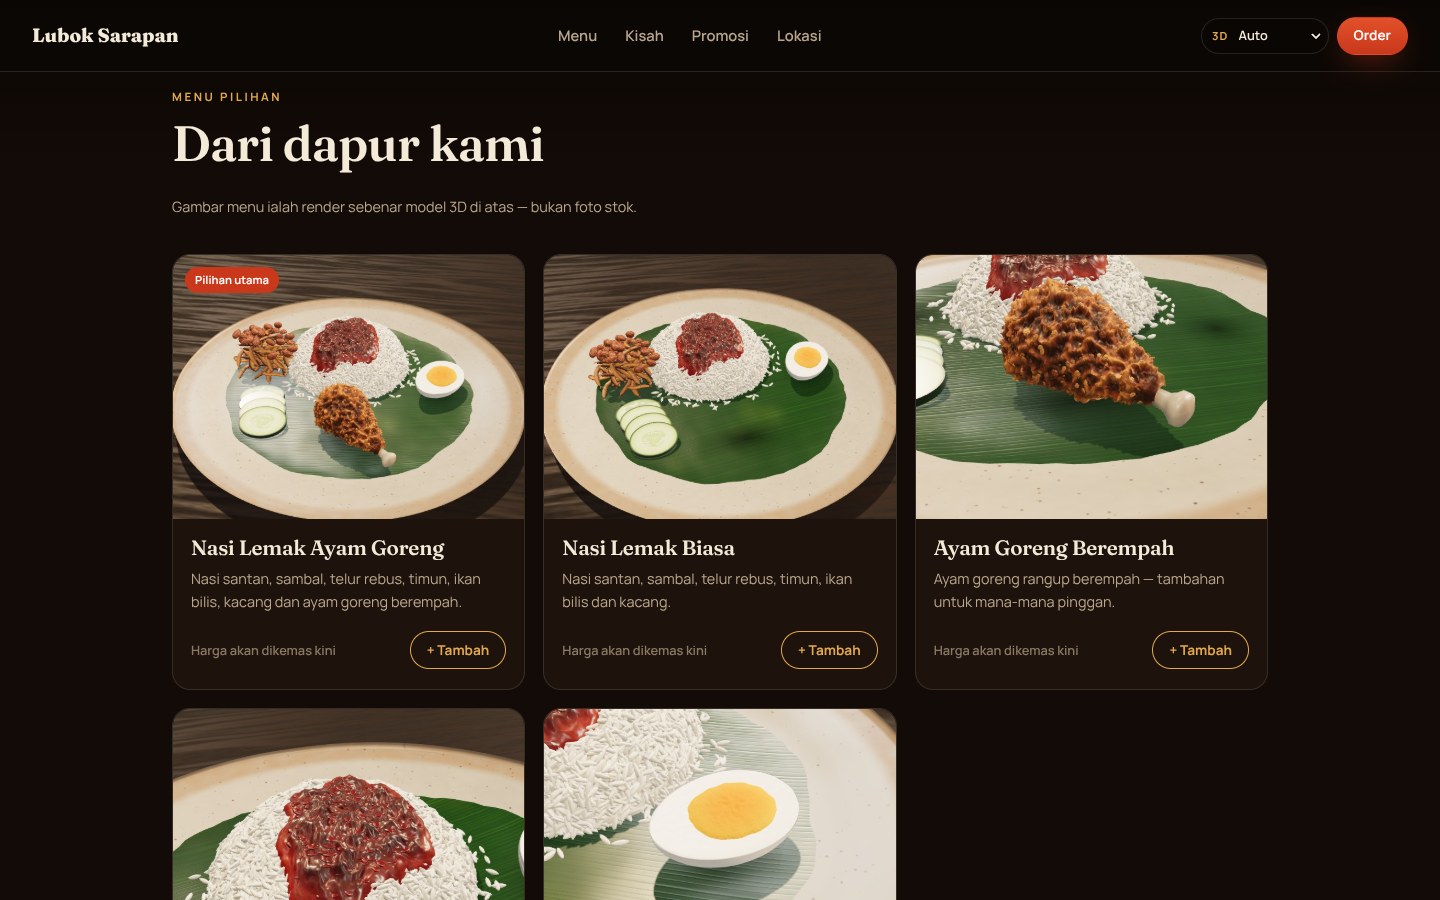 Lubok Sarapan
Menu Kisah Promosi Lokasi
3D Auto
Order
MENU PILIHAN
Dari dapur kami
Gambar menu ialah render sebenar model 3D di atas — bukan foto stok.
Pilihan utama
Nasi Lemak Ayam Goreng
Nasi santan, sambal, telur rebus, timun, ikan
bilis, kacang dan ayam goreng berempah.
Harga akan dikemas kini
+ Tambah
Nasi Lemak Biasa
Nasi santan, sambal, telur rebus, timun, ikan
bilis dan kacang.
Harga akan dikemas kini
+ Tambah
Ayam Goreng Berempah
Ayam goreng rangup berempah — tambahan
untuk mana-mana pinggan.
Harga akan dikemas kini
+ Tambah